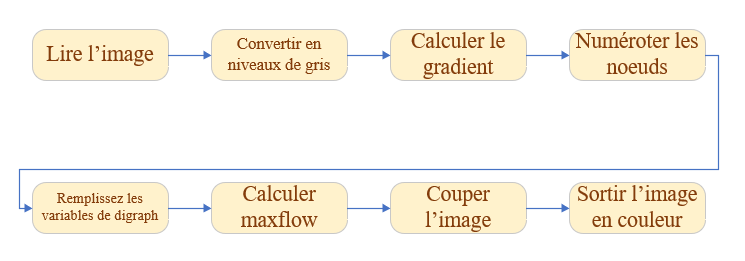 Lire l'image
Convertir en
niveaux de gris
Calculer le
gradient
Numéroter les
noeuds
Remplissez les
variables de digraph
Calculer
maxflow
Couper
l'image
Sortir l'image
en couleur